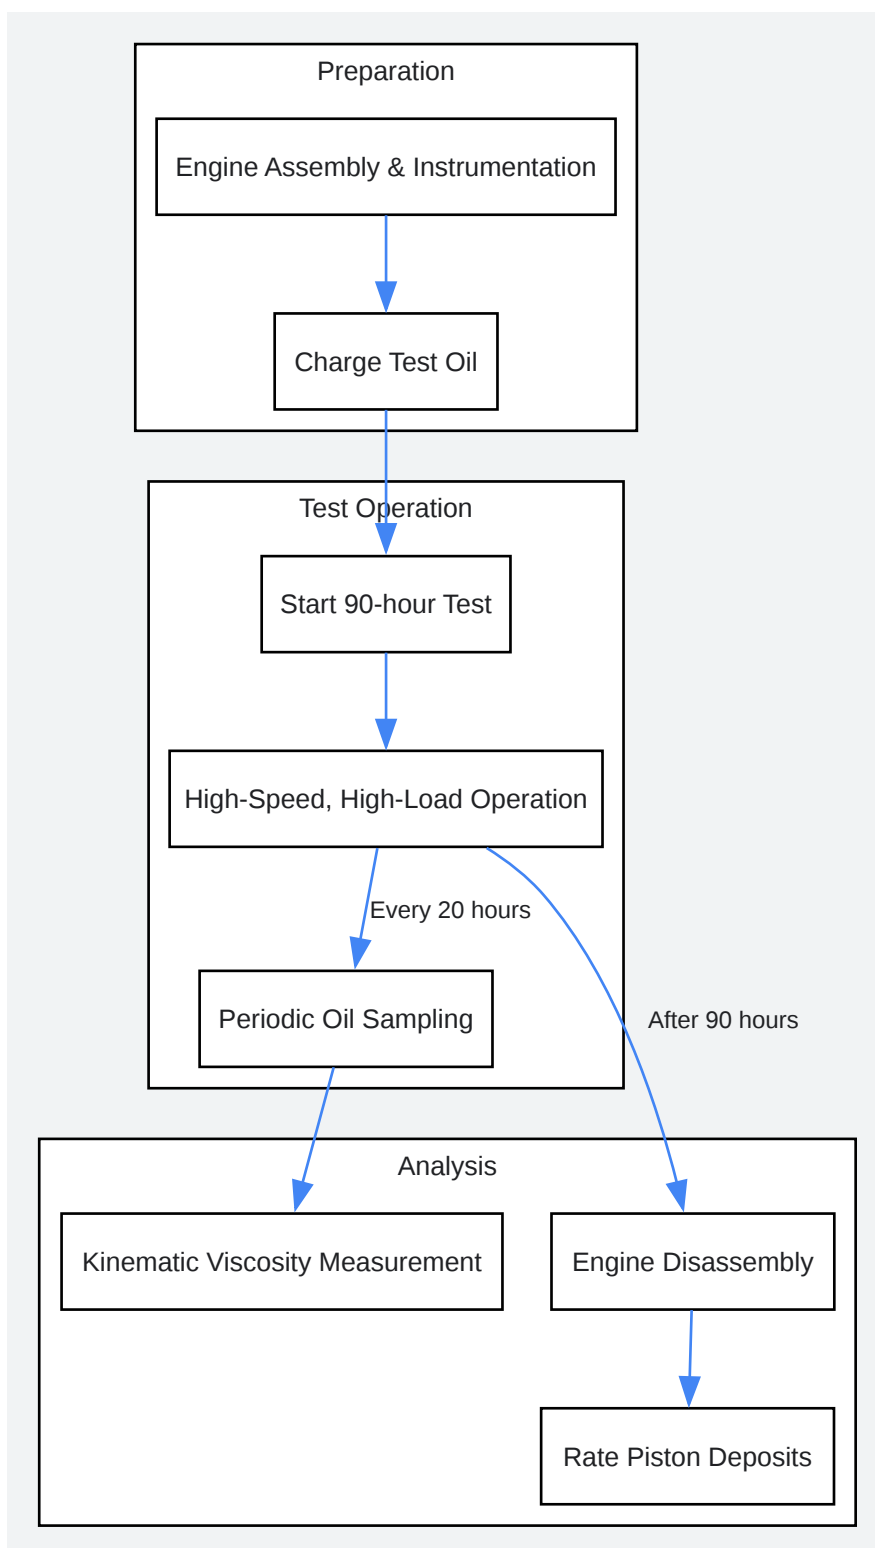 Preparation
Engine Assembly & Instrumentation
Charge Test Oil
Test Operation
Start 90-hour Test
High-Speed, High-Load Operation
Every 20 hours
Periodic Oil Sampling
After 90 hours
Analysis
Kinematic Viscosity Measurement
Engine Disassembly
Rate Piston Deposits